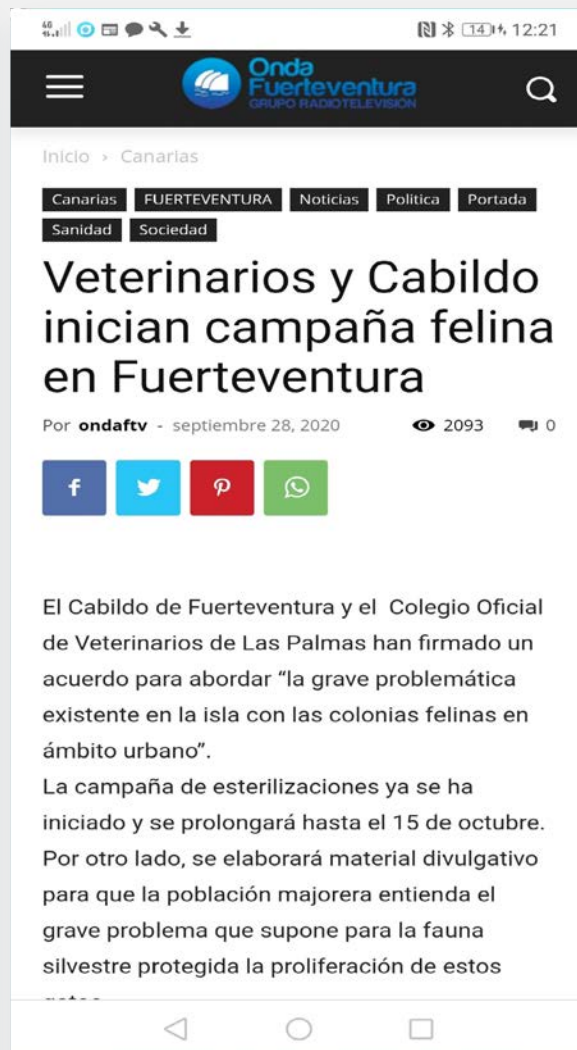 4G
14
12:21
Onda
Fuerteventura
GRUPO RADIOTELEVISIÓN
Inicio › Canarias
Canarias FUERTEVENTURA Noticias Política Portada
Sanidad Sociedad
Veterinarios y Cabildo
inician campaña felina
en Fuerteventura
Por ondaftv - septiembre 28, 2020 2093 0
El Cabildo de Fuerteventura y el Colegio Oficial
de Veterinarios de Las Palmas han firmado un
acuerdo para abordar “la grave problemática
existente en la isla con las colonias felinas en
ámbito urbano”.
La campaña de esterilizaciones ya se ha
iniciado y se prolongará hasta el 15 de octubre.
Por otro lado, se elaborará material divulgativo
para que la población majorera entienda el
grave problema que supone para la fauna
silvestre protegida la proliferación de estos